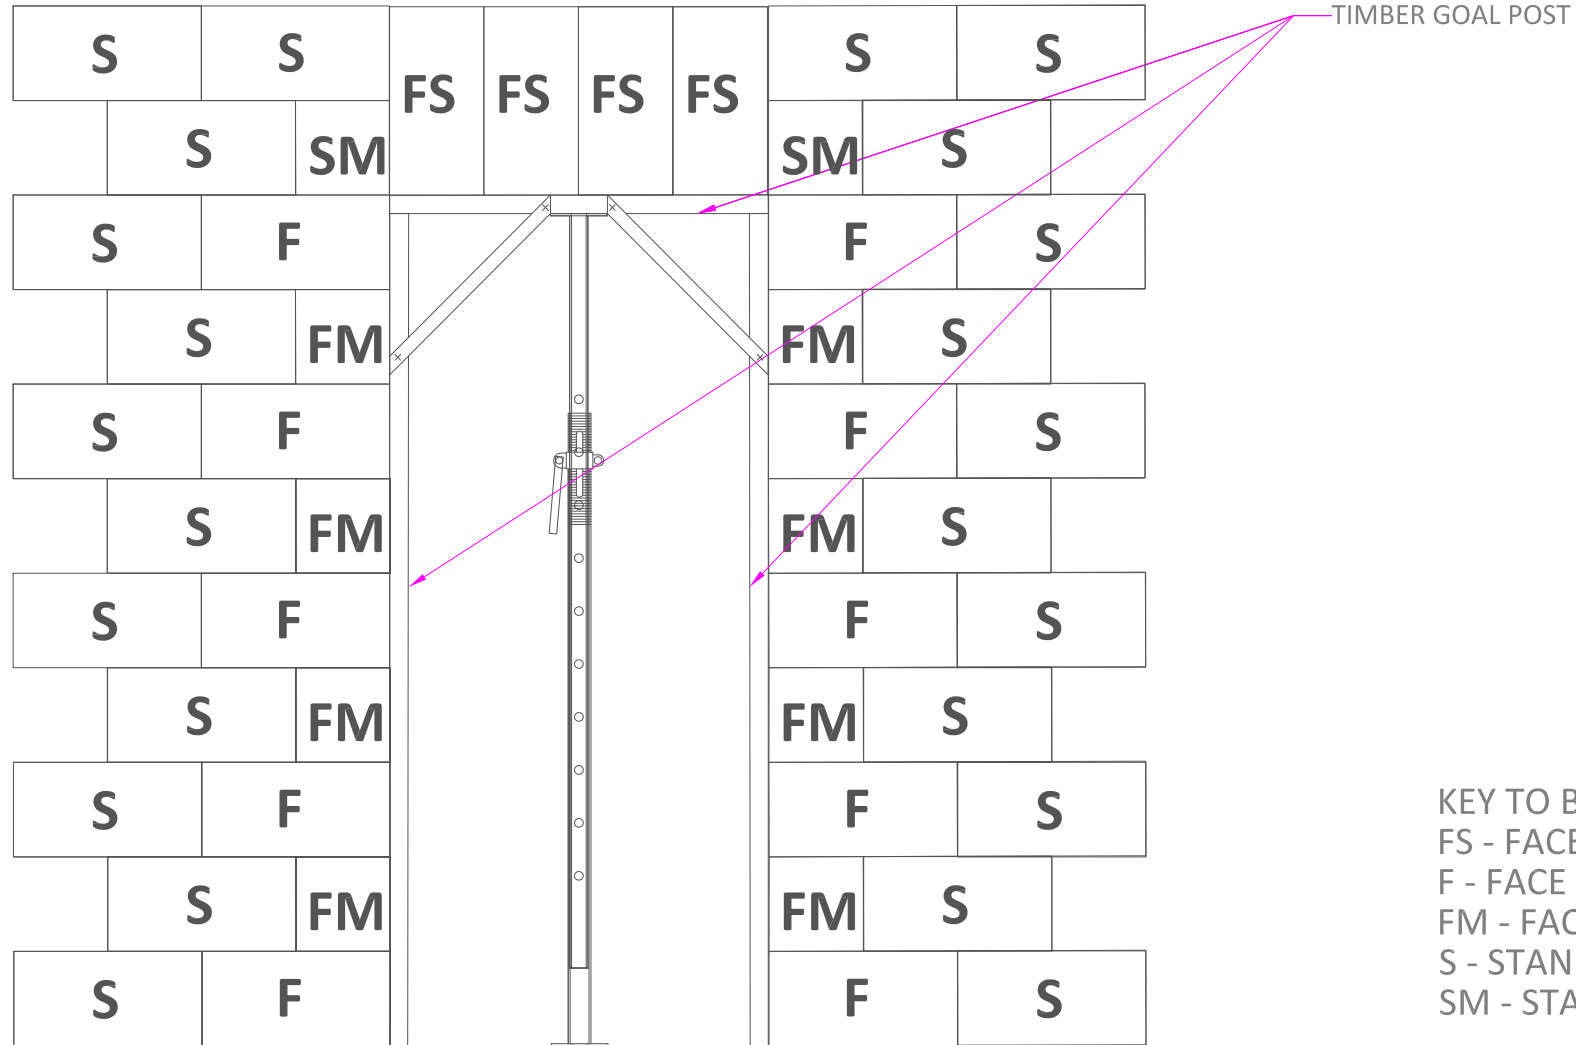 TIMBER GOAL POST
S S FS FS FS FS S S
S SM SM S
S F F S
S FM FM S
S F F S
S FM FM S
S F F S
S FM FM S
S F F S
S FM FM S
S F F S
KEY TO B
FS - FACE
F - FACE
FM - FAC
S - STAN
SM - STA